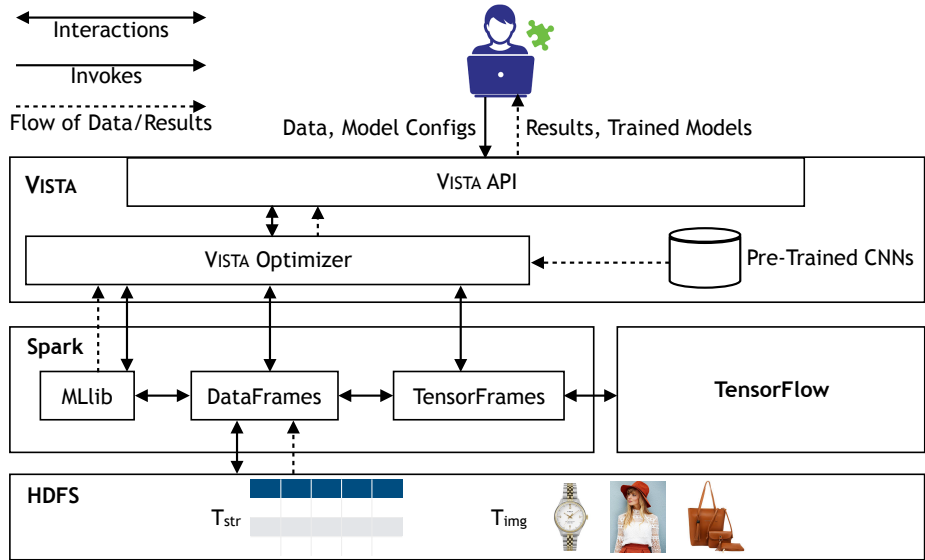 Interactions
Invokes
Flow of Data/Results
Data, Model Configs
Results, Trained Models
VISTA
VISTA API
VISTA Optimizer
Pre-Trained CNNs
Spark
MLlib
DataFrames
TensorFrames
TensorFlow
HDFS
Tstr
Timg